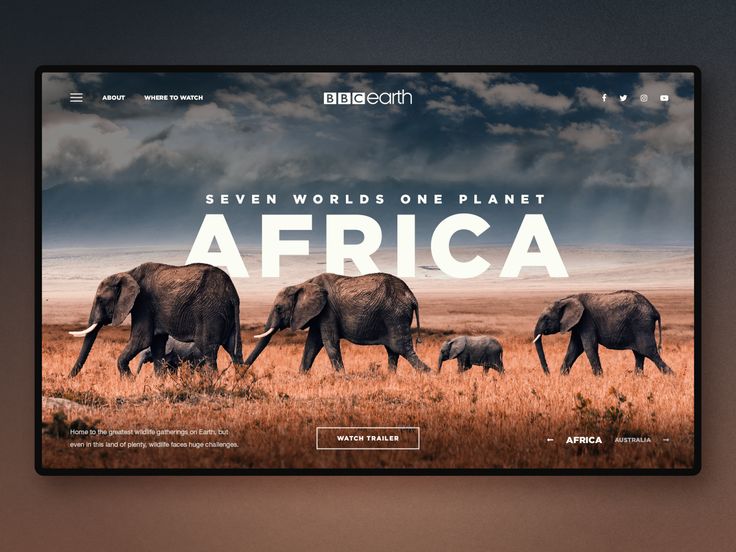 ABOUT
WHERE TO WATCH
BBC earth
SEVEN WORLDS ONE PLANET
AFRICA
Home to the greatest wildlife gatherings on Earth, but
even in this land of plenty, wildlife faces huge challenges.
WATCH TRAILER
AFRICA
AUSTRALIA